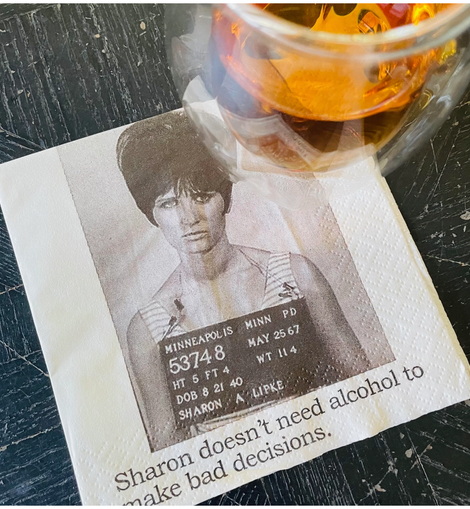 MINNEAPOLIS MINN PD
53748 MAY 25 67
HT 5 FT 4 WT 114
DOB 8 21 40
SHARON A LIPKE
Sharon doesn't need alcohol to
make bad decisions.